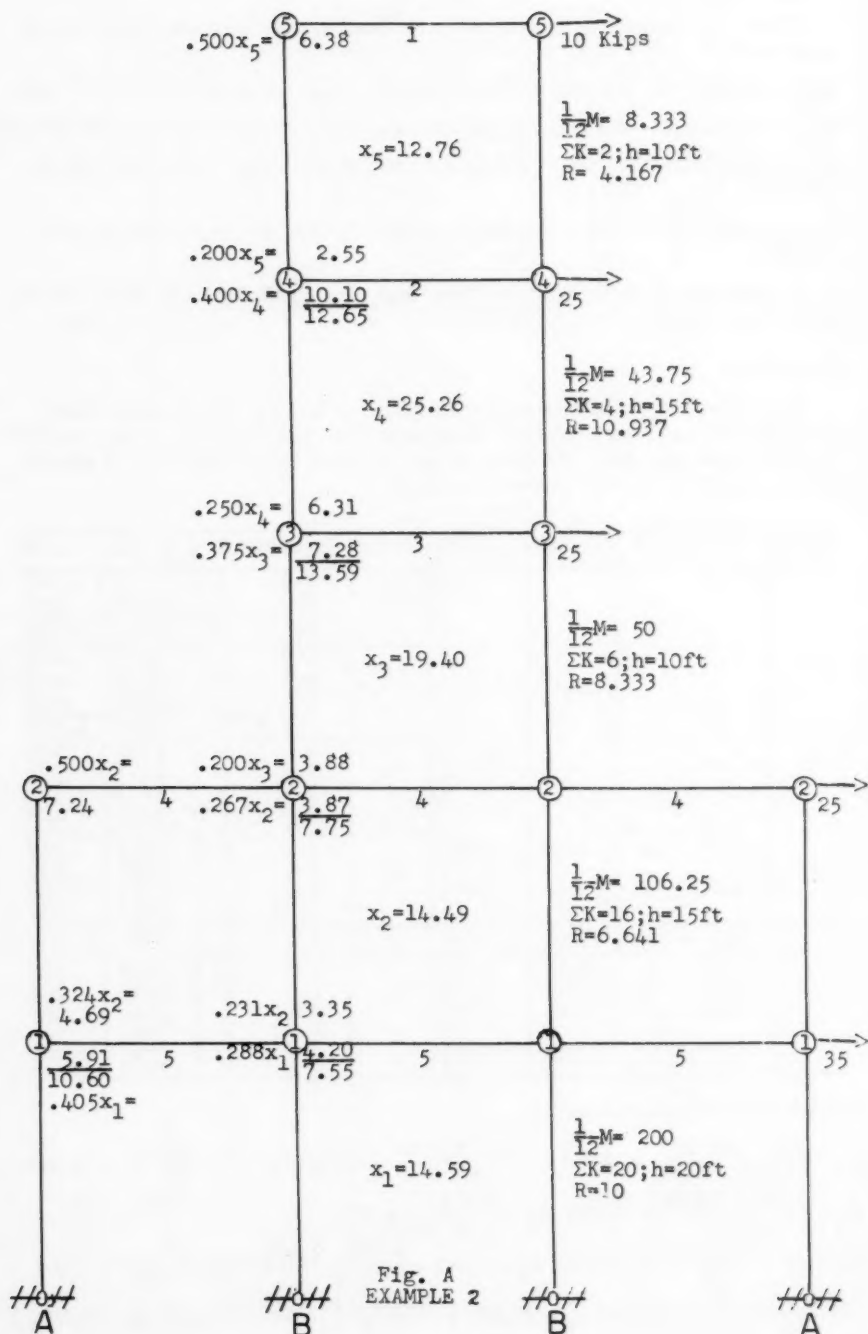 5 1 5
.500x5= 6.38 10 Kips
1/12 M= 8.333
x5=12.76 ΣK=2;h=10ft
R= 4.167
.200x5= 2.55
4 2 4
.400x4= 10.10 25
12.65
1/12 M= 43.75
x4=25.26 ΣK=4;h=15ft
R=10.937
.250x4= 6.31
3 3 3
.375x3= 7.28 25
13.59
1/12 M= 50
x3=19.40 ΣK=6;h=10ft
R=8.333
.500x2= .200x3= 3.88
2 2 2 2
7.24 4 .267x2= 3.87 4 4 25
7.75
1/12 M= 106.25
x2=14.49 ΣK=16;h=15ft
R=6.641
.324x2=
4.69 .231x2 3.35
1 1 1 1
5.91 5 .288x1 4.20 5 5 35
10.60 7.55
.405x1=
1/12 M= 200
x1=14.59 ΣK=20;h=20ft
R=10
Fig. A
EXAMPLE 2
A B B A